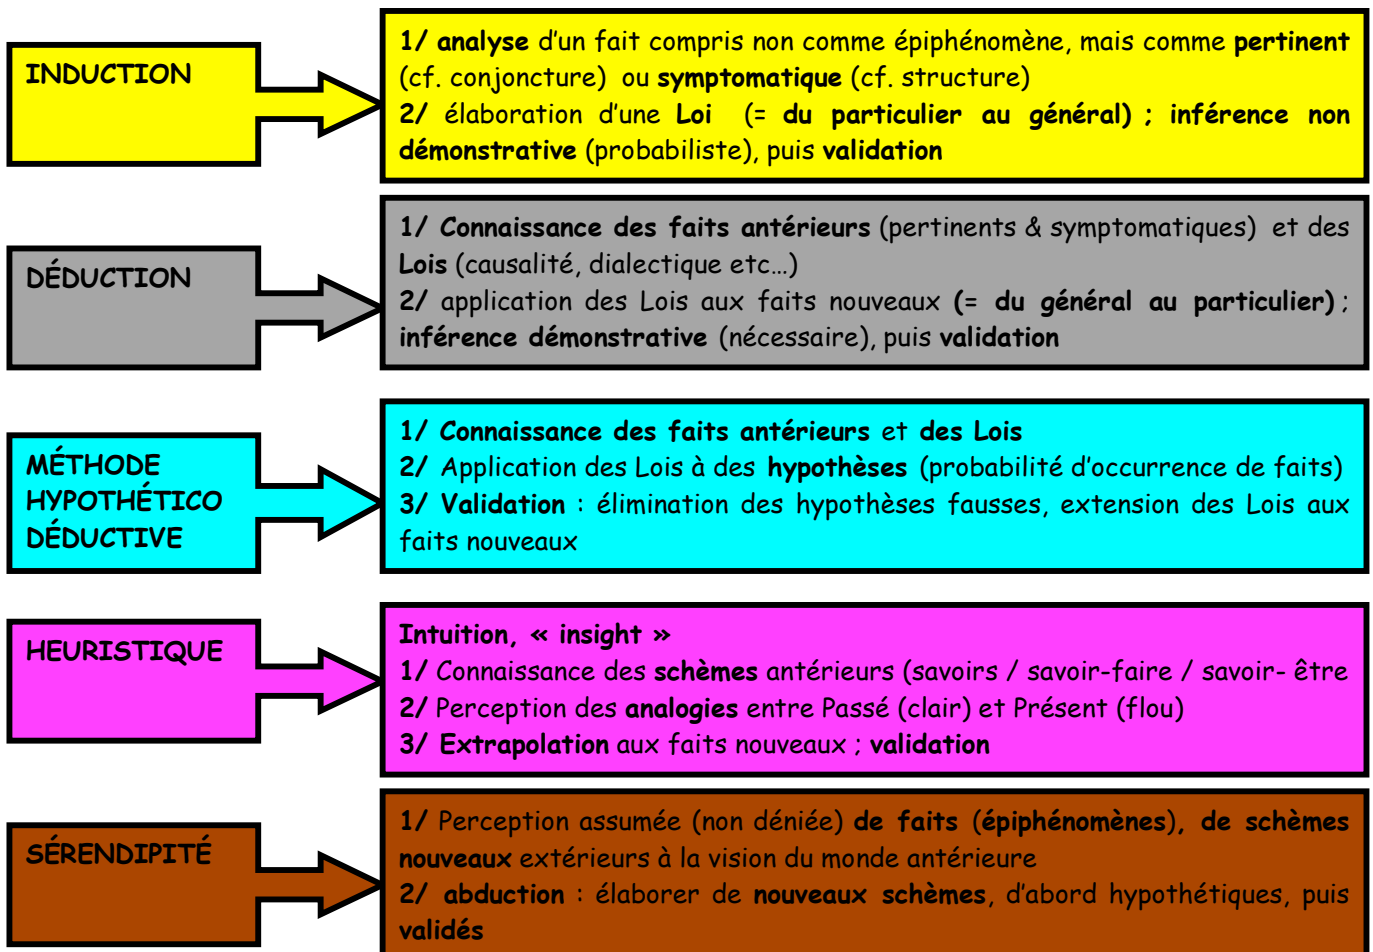 INDUCTION
1/ analyse d'un fait compris non comme épiphénomène, mais comme pertinent
(cf. conjoncture) ou symptomatique (cf. structure)
2/ élaboration d'une Loi (= du particulier au général) ; inférence non
démonstrative (probabiliste), puis validation
DÉDUCTION
1/ Connaissance des faits antérieurs (pertinents & symptomatiques) et des
Lois (causalité, dialectique etc…)
2/ application des Lois aux faits nouveaux (= du général au particulier) ;
inférence démonstrative (nécessaire), puis validation
MÉTHODE
HYPOTHÉTICO
DÉDUCTIVE
1/ Connaissance des faits antérieurs et des Lois
2/ Application des Lois à des hypothèses (probabilité d'occurrence de faits)
3/ Validation : élimination des hypothèses fausses, extension des Lois aux
faits nouveaux
HEURISTIQUE
Intuition, « insight »
1/ Connaissance des schèmes antérieurs (savoirs / savoir-faire / savoir- être
2/ Perception des analogies entre Passé (clair) et Présent (flou)
3/ Extrapolation aux faits nouveaux ; validation
SÉRENDIPITÉ
1/ Perception assumée (non déniée) de faits (épiphénomènes), de schèmes
nouveaux extérieurs à la vision du monde antérieure
2/ abduction : élaborer de nouveaux schèmes, d'abord hypothétiques, puis
validés